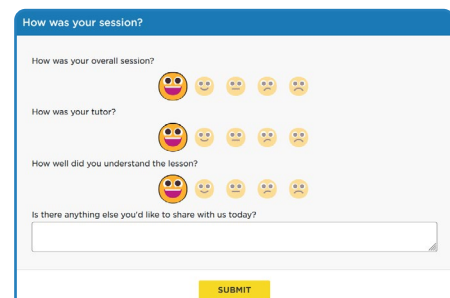 How was your session?
How was your overall session?
How was your tutor?
How well did you understand the lesson?
Is there anything else you'd like to share with us today?
SUBMIT